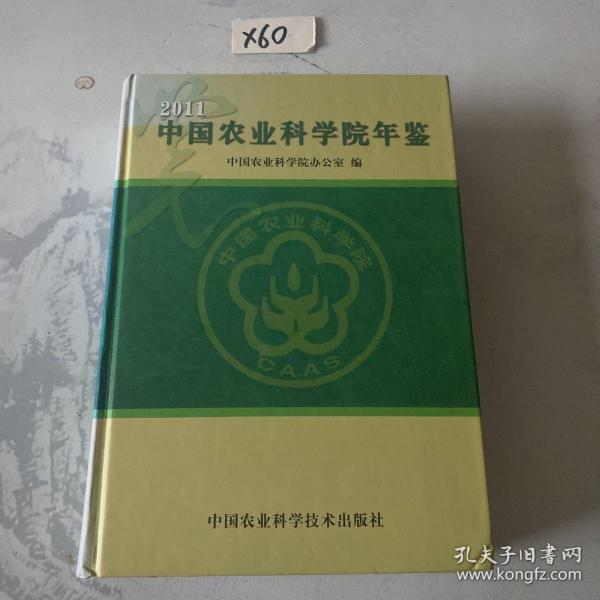 X60
2011
中国农业科学院年鉴
中国农业科学院办公室 编
中国农业科学院
CAAS
中国农业科学技术出版社
孔夫子旧书网
www.kongfz.com